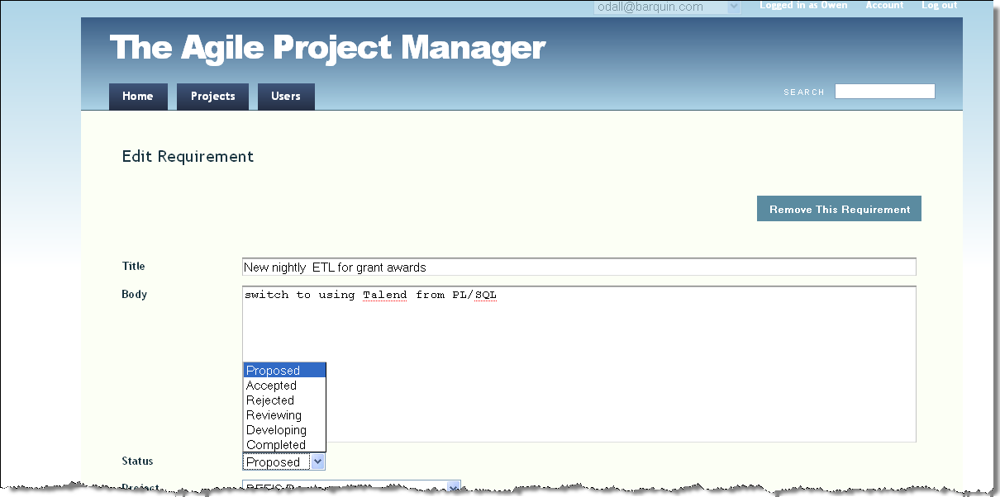 odall@barquin.com Logged in as Owen Account Log out
The Agile Project Manager
Home Projects Users SEARCH
Edit Requirement
Remove This Requirement
Title New nightly ETL for grant awards
Body switch to using Talend from PL/SQL
Proposed
Accepted
Rejected
Reviewing
Developing
Completed
Status Proposed
Project